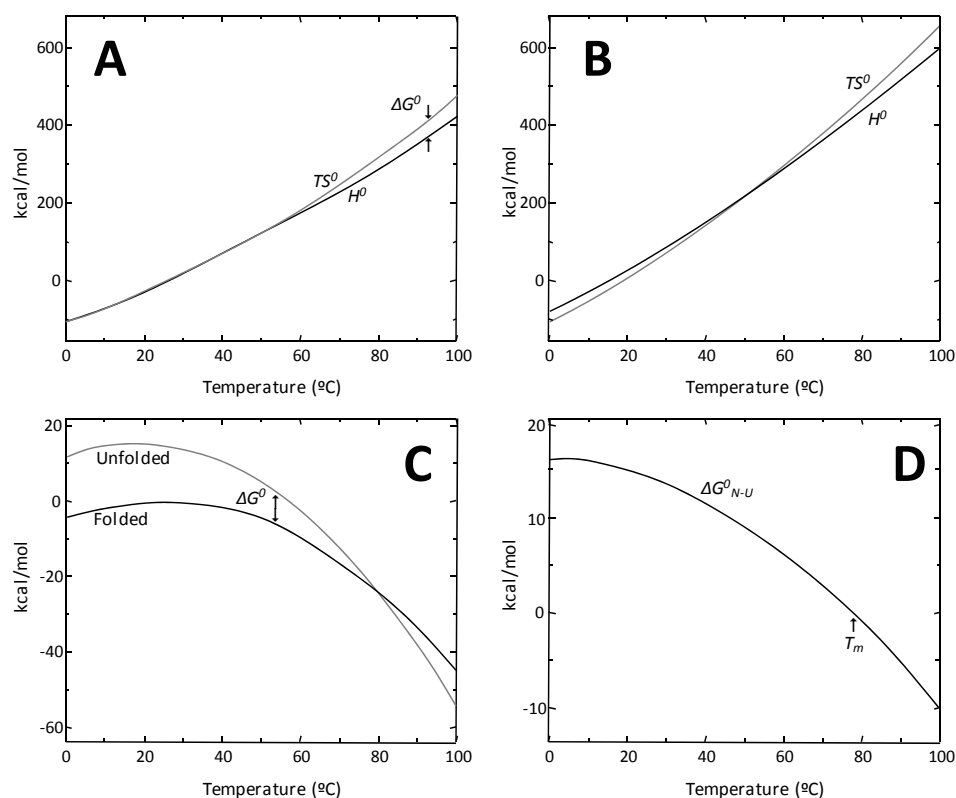 A
600
400
200
0
kcal/mol
ΔG⁰
TS⁰
H⁰
0 20 40 60 80 100
Temperature (ºC)
B
600
400
200
0
kcal/mol
TS⁰
H⁰
0 20 40 60 80 100
Temperature (ºC)
C
20
0
-20
-40
-60
kcal/mol
Unfolded
ΔG⁰
Folded
0 20 40 60 80 100
Temperature (ºC)
D
20
10
0
-10
kcal/mol
ΔG⁰N-U
Tm
0 20 40 60 80 100
Temperature (ºC)